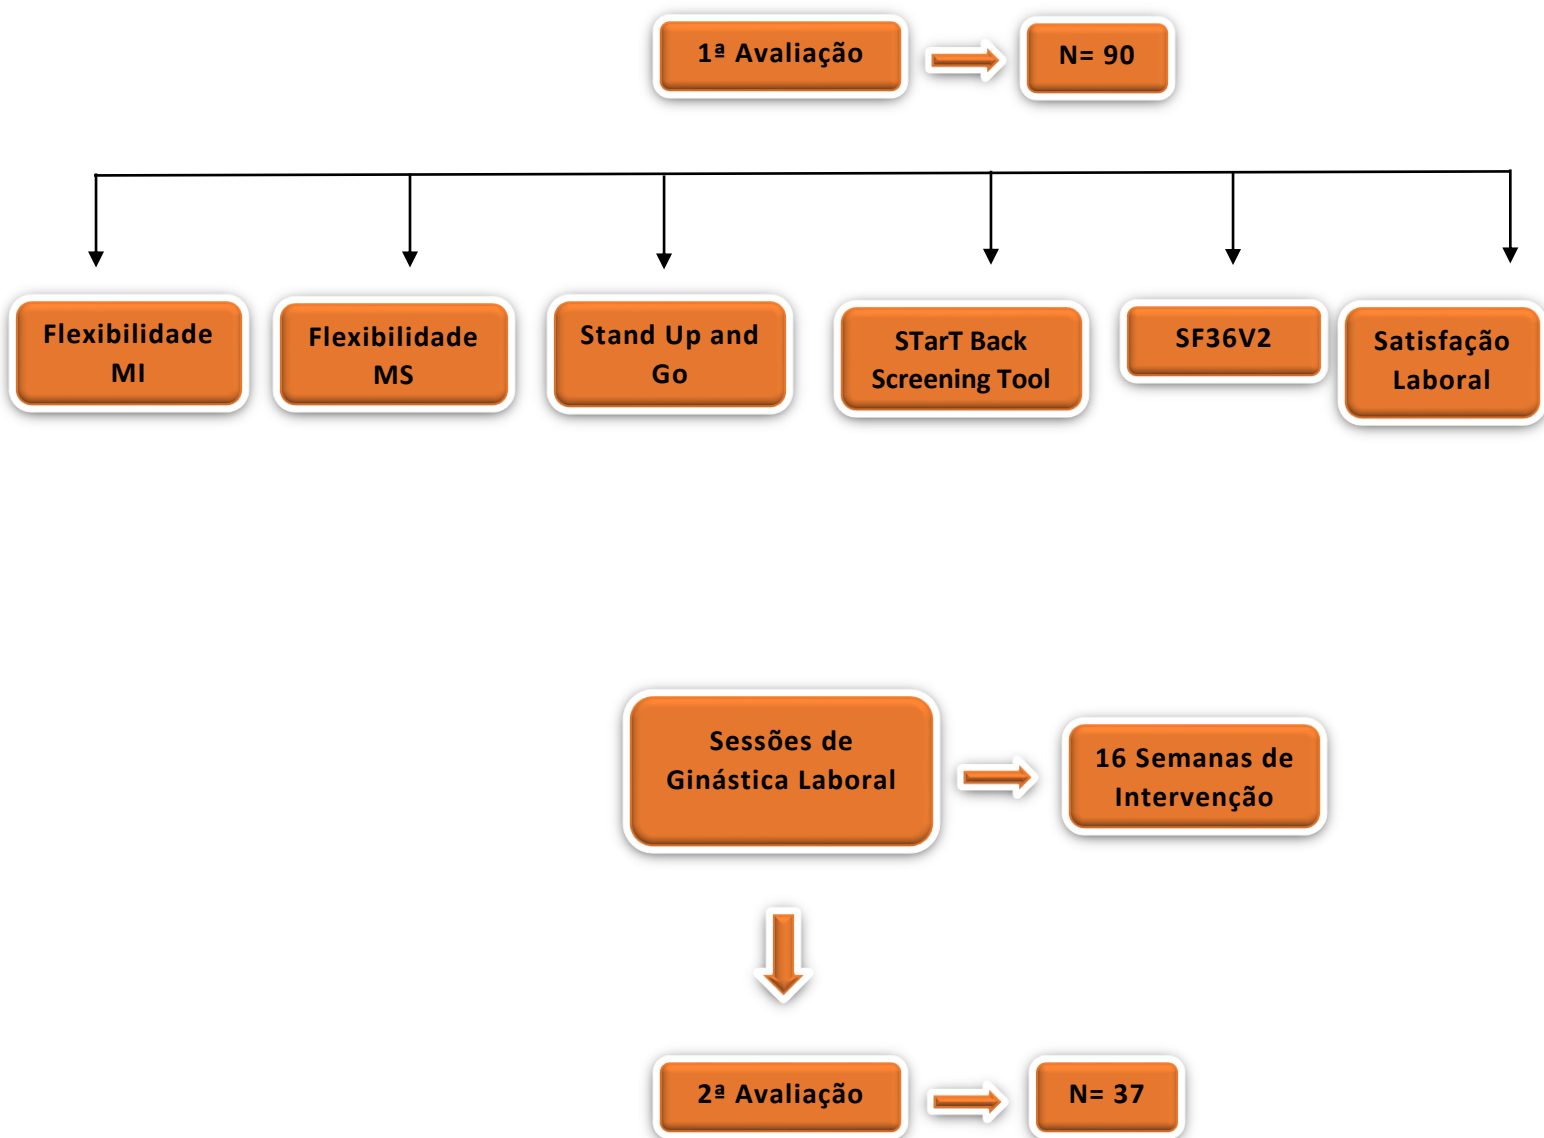 1ª Avaliação
N= 90
Flexibilidade
MI
Flexibilidade
MS
Stand Up and
Go
STarT Back
Screening Tool
SF36V2
Satisfação
Laboral
Sessões de
Ginástica Laboral
16 Semanas de
Intervenção
2ª Avaliação
N= 37